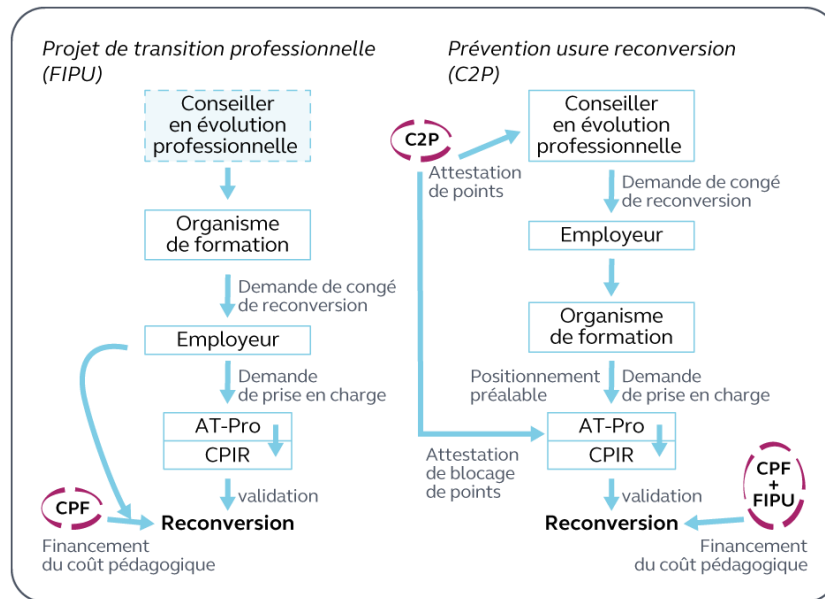 Projet de transition professionnelle
(FIPU)
Conseiller
en évolution
professionnelle
Organisme
de formation
Demande de congé
de reconversion
Employeur
Demande
de prise en charge
AT-Pro
CPIR
validation
CPF
Reconversion
Financement
du coût pédagogique
Prévention usure reconversion
(C2P)
C2P
Attestation
de points
Conseiller
en évolution
professionnelle
Demande de congé
de reconversion
Employeur
Organisme
de formation
Positionnement
préalable
Demande
de prise en charge
AT-Pro
CPIR
Attestation
de blocage
de points
validation
CPF
+
FIPU
Reconversion
Financement
du coût pédagogique